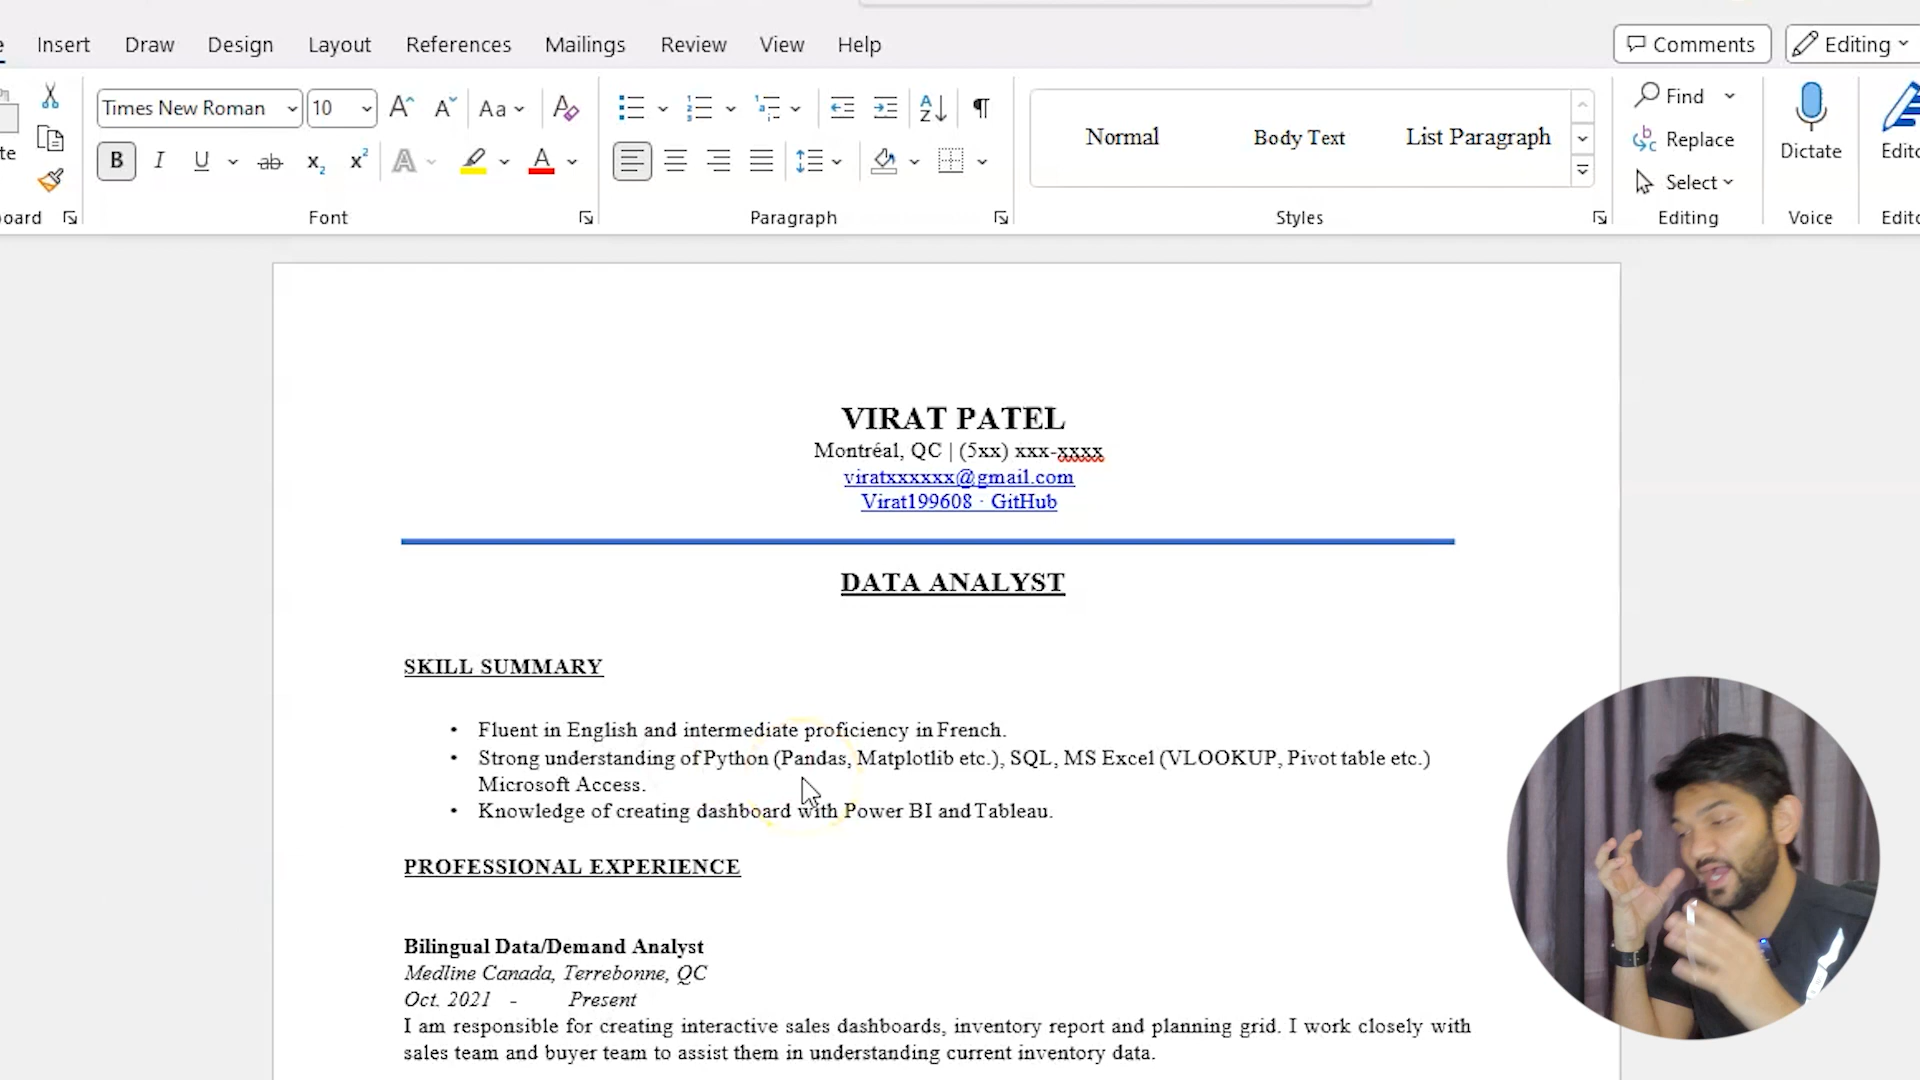 Insert Draw Design Layout References Mailings Review View Help Comments Editing
Times New Roman 10 Aa Find
Normal Body Text List Paragraph Replace Dictate
B I U ab x₂ x² A A Select
Font Paragraph Styles Editing Voice
VIRAT PATEL
Montréal, QC | (5xx) xxx-xxxx
viratxxxxxx@gmail.com
Virat199608 · GitHub
DATA ANALYST
SKILL SUMMARY
• Fluent in English and intermediate proficiency in French.
• Strong understanding of Python (Pandas, Matplotlib etc.), SQL, MS Excel (VLOOKUP, Pivot table etc.)
Microsoft Access.
• Knowledge of creating dashboard with Power BI and Tableau.
PROFESSIONAL EXPERIENCE
Bilingual Data/Demand Analyst
Medline Canada, Terrebonne, QC
Oct. 2021 - Present
I am responsible for creating interactive sales dashboards, inventory report and planning grid. I work closely with
sales team and buyer team to assist them in understanding current inventory data.